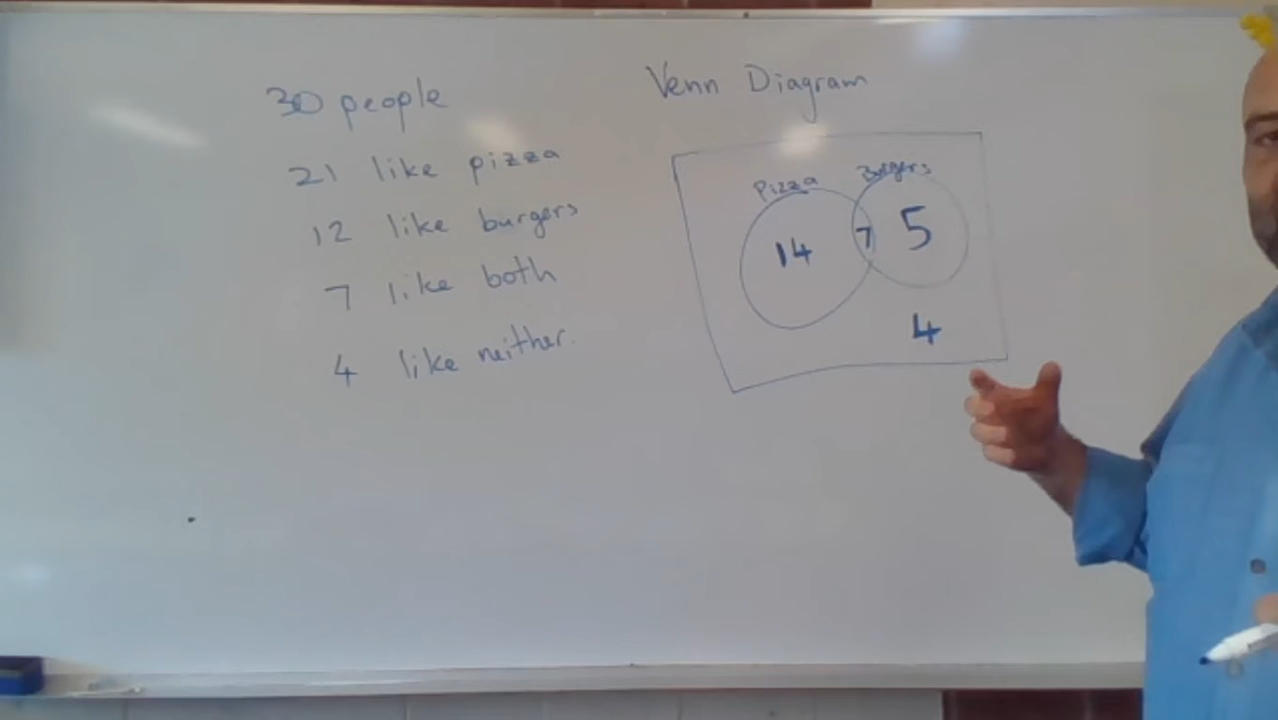 30 people
21 like pizza
12 like burgers
7 like both
4 like neither.
Venn Diagram
Pizza
Burgers
14
7
5
4